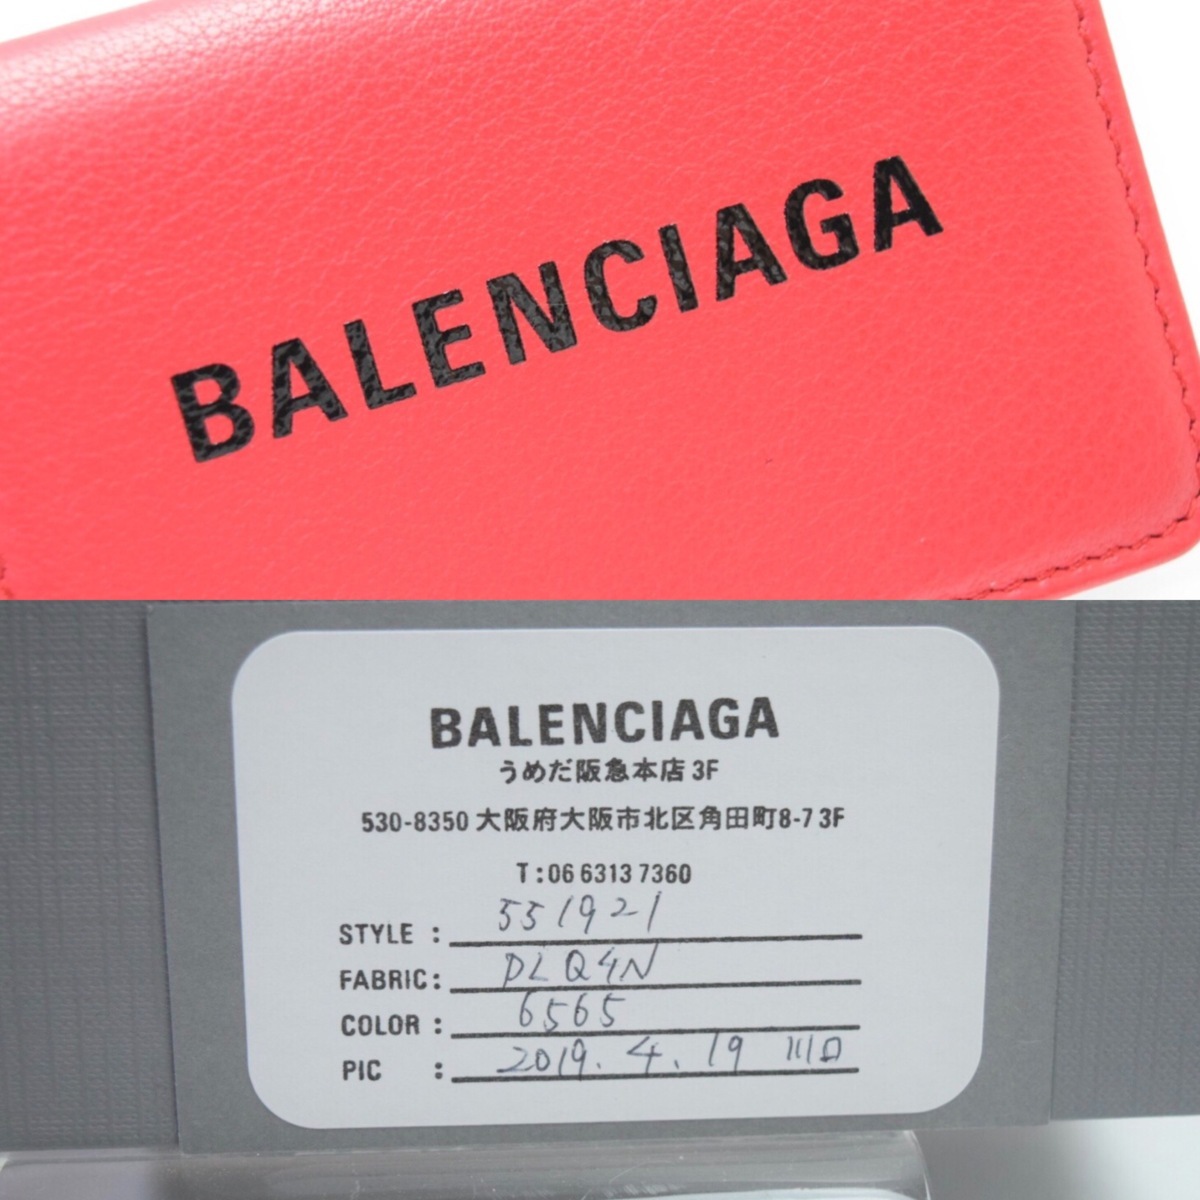 BALENCIAGA
BALENCIAGA
うめだ阪急本店 3F
530-8350 大阪府大阪市北区角田町8-7 3F
T : 06 6313 7360
STYLE : 551921
FABRIC: DLQ4N
COLOR : 6565
PIC : 2019. 4. 19 川口